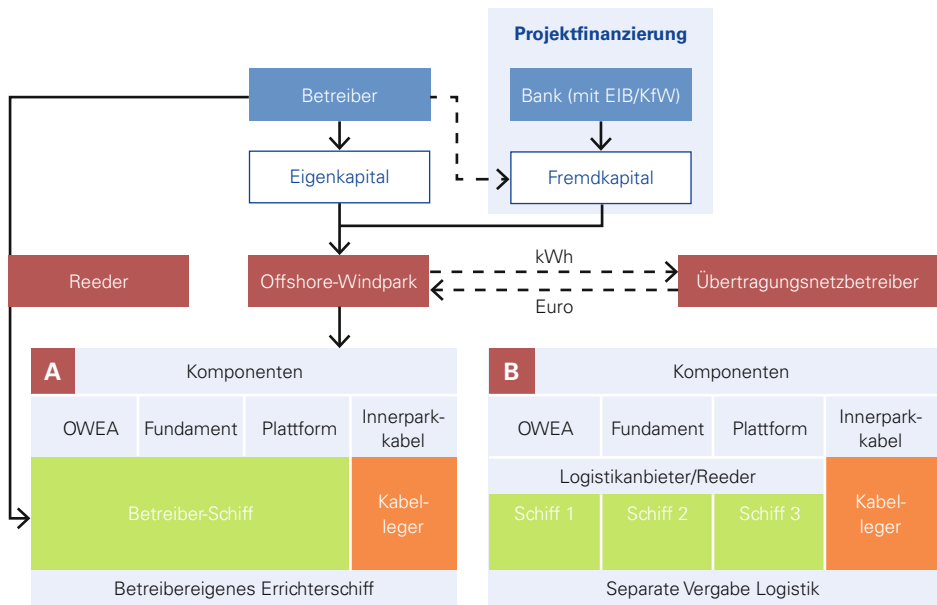 Projektfinanzierung
Betreiber
Bank (mit EIB/KfW)
Eigenkapital
Fremdkapital
Reeder
Offshore-Windpark
kWh
Euro
Übertragungsnetzbetreiber
A
Komponenten
OWEA
Fundament
Plattform
Innerpark-
kabel
Betreiber-Schiff
Kabel-
leger
Betreibereigenes Errichterschiff
B
Komponenten
OWEA
Fundament
Plattform
Innerpark-
kabel
Logistikanbieter/Reeder
Schiff 1
Schiff 2
Schiff 3
Kabel-
leger
Separate Vergabe Logistik